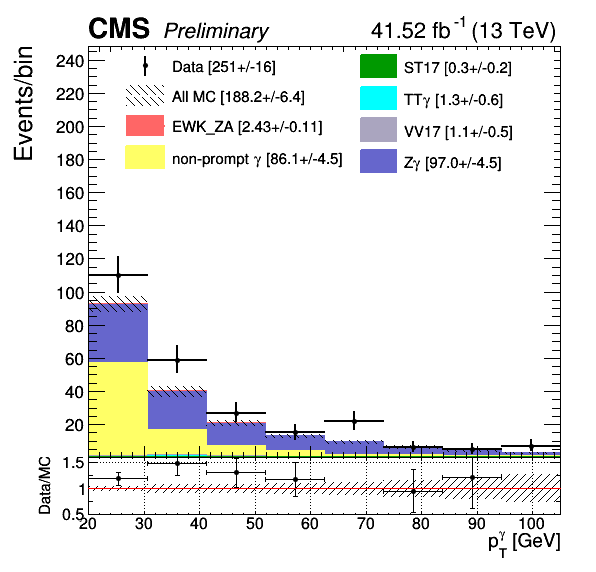 CMS Preliminary 41.52 fb⁻¹ (13 TeV)
Events/bin
Data [251+/-16]
All MC [188.2+/-6.4]
EWK_ZA [2.43+/-0.11]
non-prompt γ [86.1+/-4.5]
ST17 [0.3+/-0.2]
TTγ [1.3+/-0.6]
VV17 [1.1+/-0.5]
Zγ [97.0+/-4.5]
240
220
200
180
160
140
120
100
80
60
40
20
Data/MC
1.5
1
0.5
20 30 40 50 60 70 80 90 100
p_T^γ [GeV]